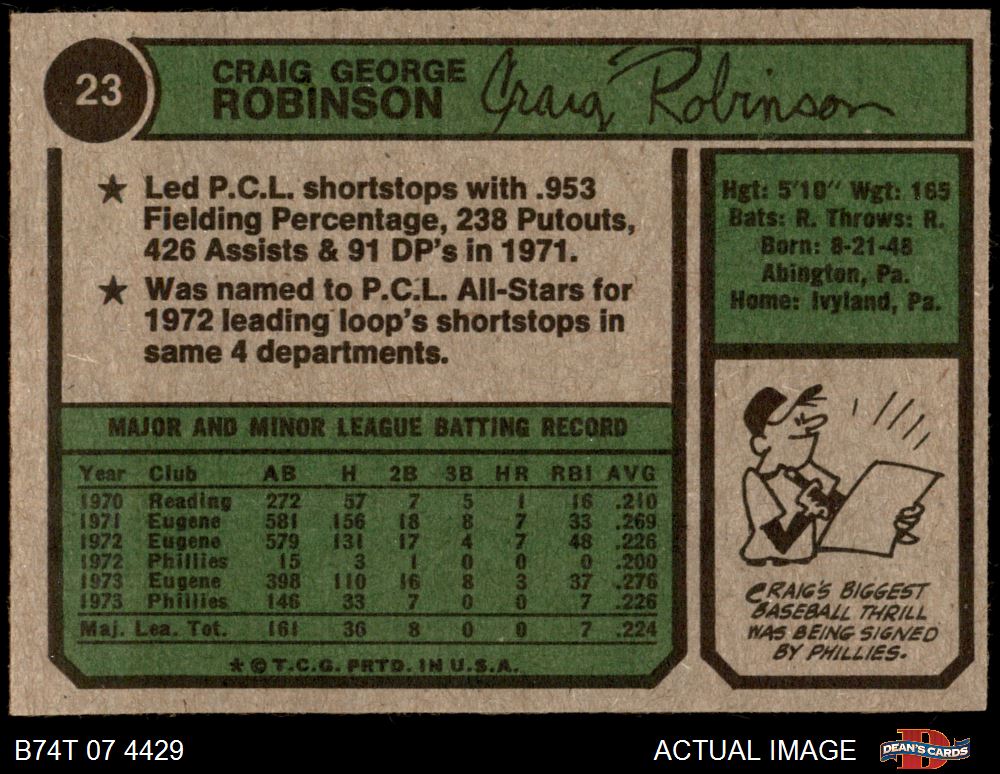 23
CRAIG GEORGE
ROBINSON
Craig Robinson
★ Led P.C.L. shortstops with .953
Fielding Percentage, 238 Putouts,
426 Assists & 91 DP's in 1971.
★ Was named to P.C.L. All-Stars for
1972 leading loop's shortstops in
same 4 departments.
Hgt: 5'10" Wgt: 165
Bats: R. Throws: R.
Born: 8-21-48
Abington, Pa.
Home: Ivyland, Pa.
MAJOR AND MINOR LEAGUE BATTING RECORD
Year Club AB H 2B 3B HR RBI AVG
1970 Reading 272 57 7 5 1 16 .210
1971 Eugene 581 156 18 8 7 33 .269
1972 Eugene 579 131 17 4 7 48 .226
1972 Phillies 15 3 1 0 0 0 .200
1973 Eugene 398 110 16 8 3 37 .276
1973 Phillies 146 33 7 0 0 7 .226
Maj. Lea. Tot. 161 36 8 0 0 7 .224
★ © T.C.G. PRTD. IN U.S.A.
CRAIG'S BIGGEST
BASEBALL THRILL
WAS BEING SIGNED
BY PHILLIES.
B74T 07 4429
ACTUAL IMAGE
DEAN'S CARDS